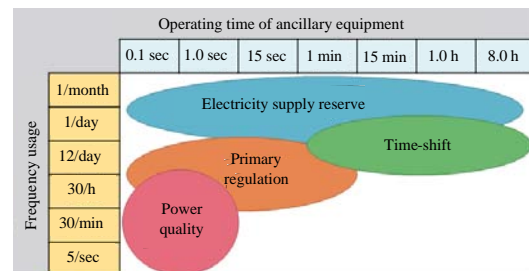 Operating time of ancillary equipment
0.1 sec 1.0 sec 15 sec 1 min 15 min 1.0 h 8.0 h
Frequency usage
1/month
1/day
12/day
30/h
30/min
5/sec
Electricity supply reserve
Time-shift
Primary
regulation
Power
quality